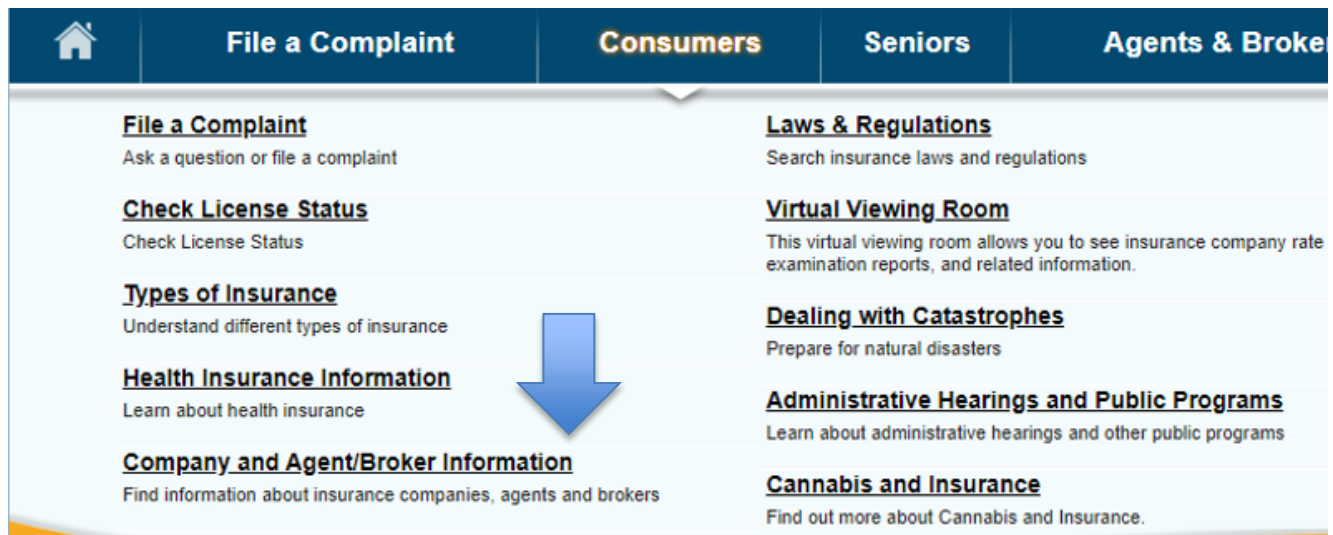 File a Complaint
Consumers
Seniors
Agents & Broker
File a Complaint
Ask a question or file a complaint
Check License Status
Check License Status
Types of Insurance
Understand different types of insurance
Health Insurance Information
Learn about health insurance
Company and Agent/Broker Information
Find information about insurance companies, agents and brokers
Laws & Regulations
Search insurance laws and regulations
Virtual Viewing Room
This virtual viewing room allows you to see insurance company rate
examination reports, and related information.
Dealing with Catastrophes
Prepare for natural disasters
Administrative Hearings and Public Programs
Learn about administrative hearings and other public programs
Cannabis and Insurance
Find out more about Cannabis and Insurance.